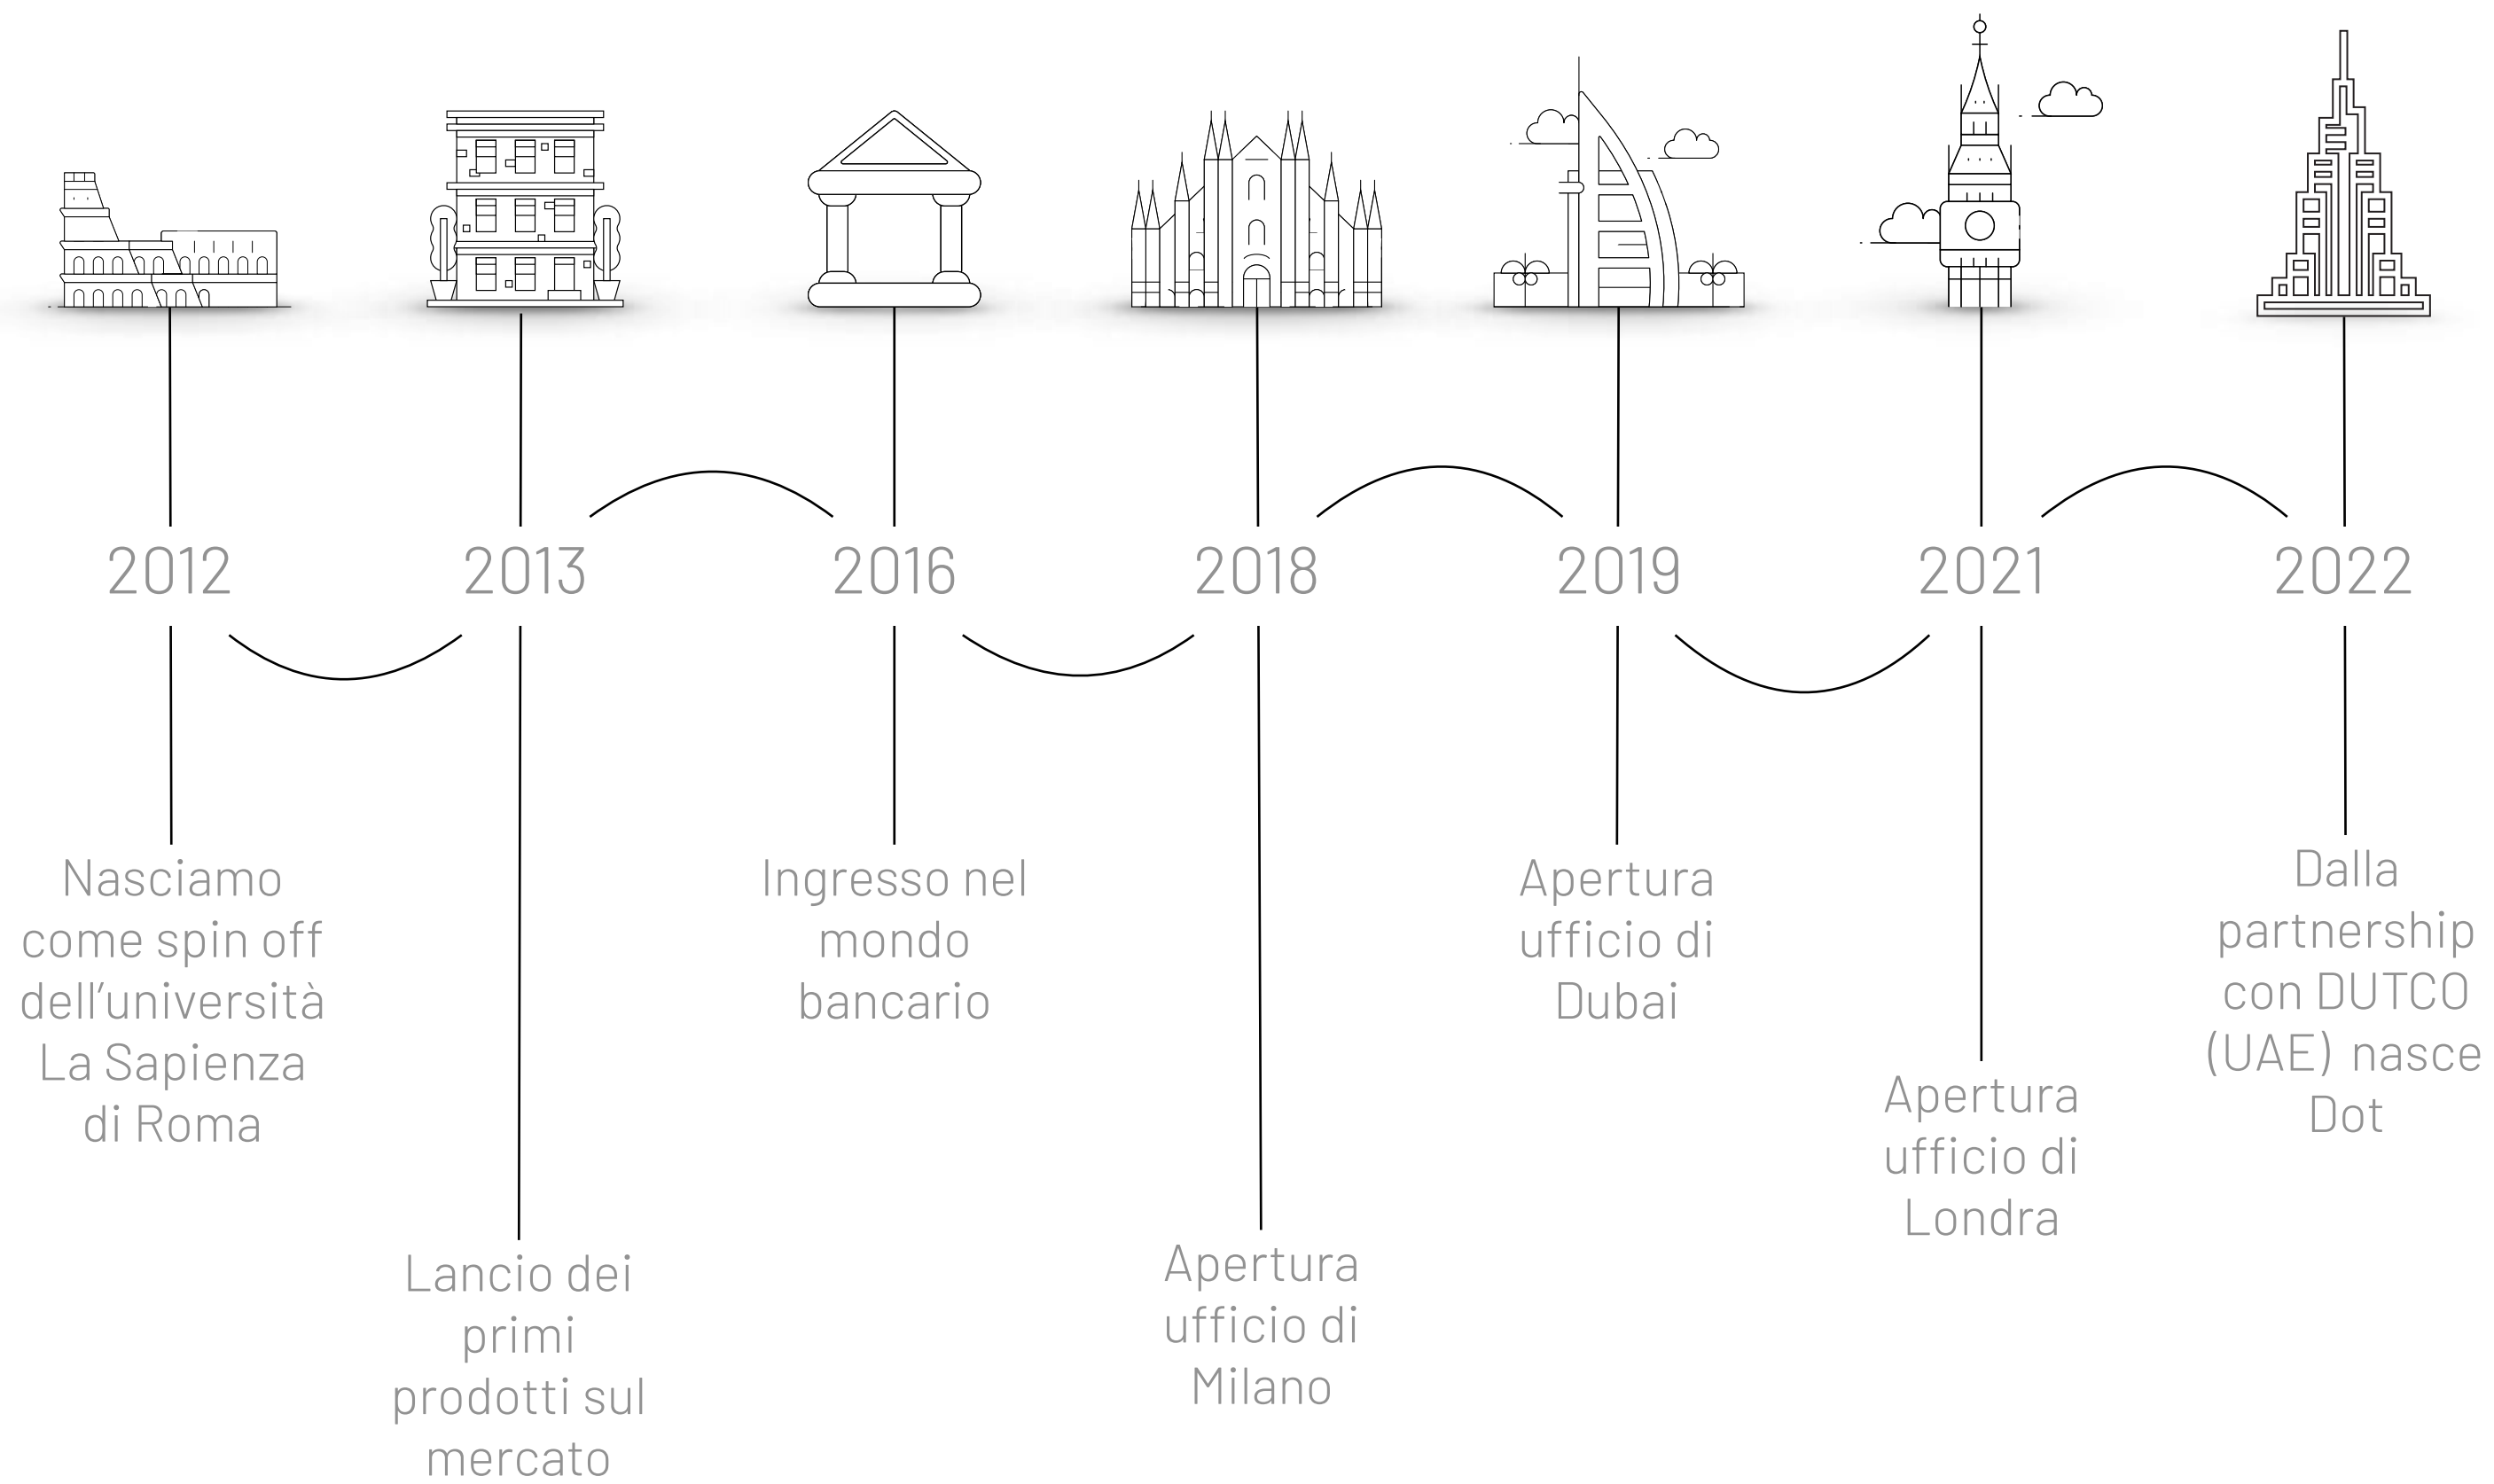 2012
2013
2016
2018
2019
2021
2022
Nasciamo
come spin off
dell’università
La Sapienza
di Roma
Lancio dei
primi
prodotti sul
mercato
Ingresso nel
mondo
bancario
Apertura
ufficio di
Milano
Apertura
ufficio di
Dubai
Apertura
ufficio di
Londra
Dalla
partnership
con DUTCO
(UAE) nasce
Dot